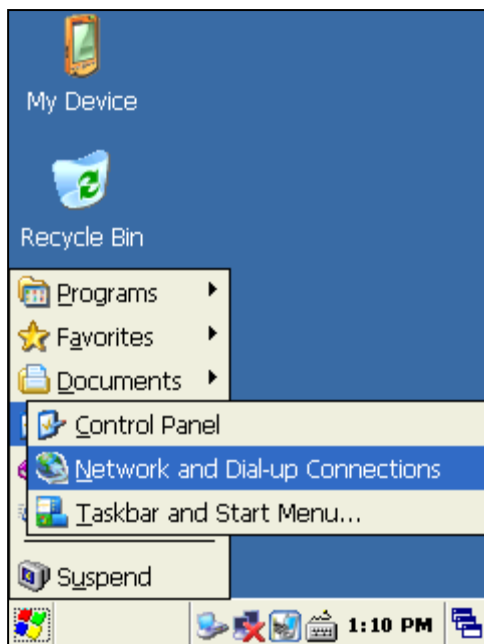 My Device
Recycle Bin
Programs
Favorites
Documents
Control Panel
Network and Dial-up Connections
Taskbar and Start Menu...
Suspend
1:10 PM